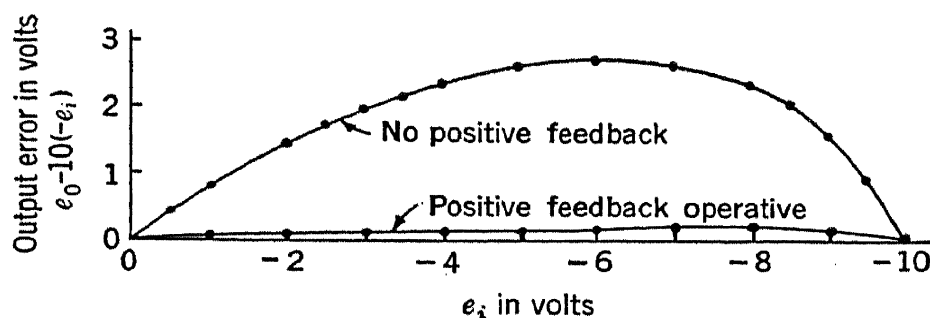 Output error in volts
e₀-10(-eᵢ)
3
2
1
0
No positive feedback
Positive feedback operative
0 -2 -4 -6 -8 -10
eᵢ in volts